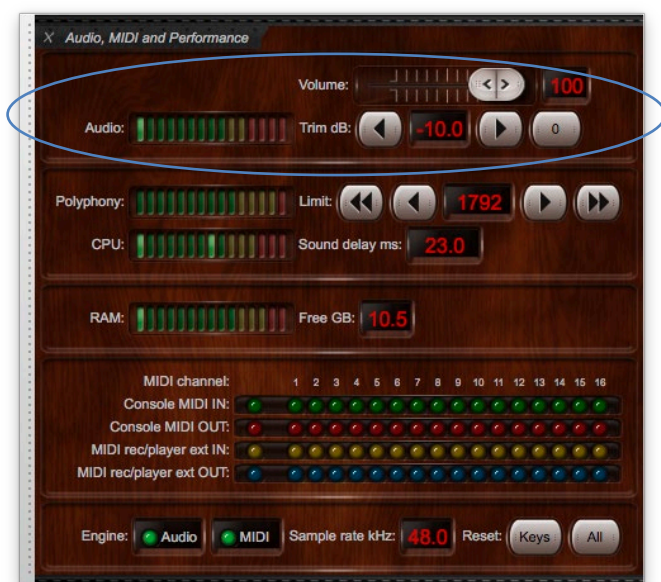 X Audio, MIDI and Performance
Volume: 100
Audio: Trim dB: -10.0 0
Polyphony: Limit: 1792
CPU: Sound delay ms: 23.0
RAM: Free GB: 10.5
MIDI channel: 1 2 3 4 5 6 7 8 9 10 11 12 13 14 15 16
Console MIDI IN:
Console MIDI OUT:
MIDI rec/player ext IN:
MIDI rec/player ext OUT:
Engine: Audio MIDI Sample rate kHz: 48.0 Reset: Keys All